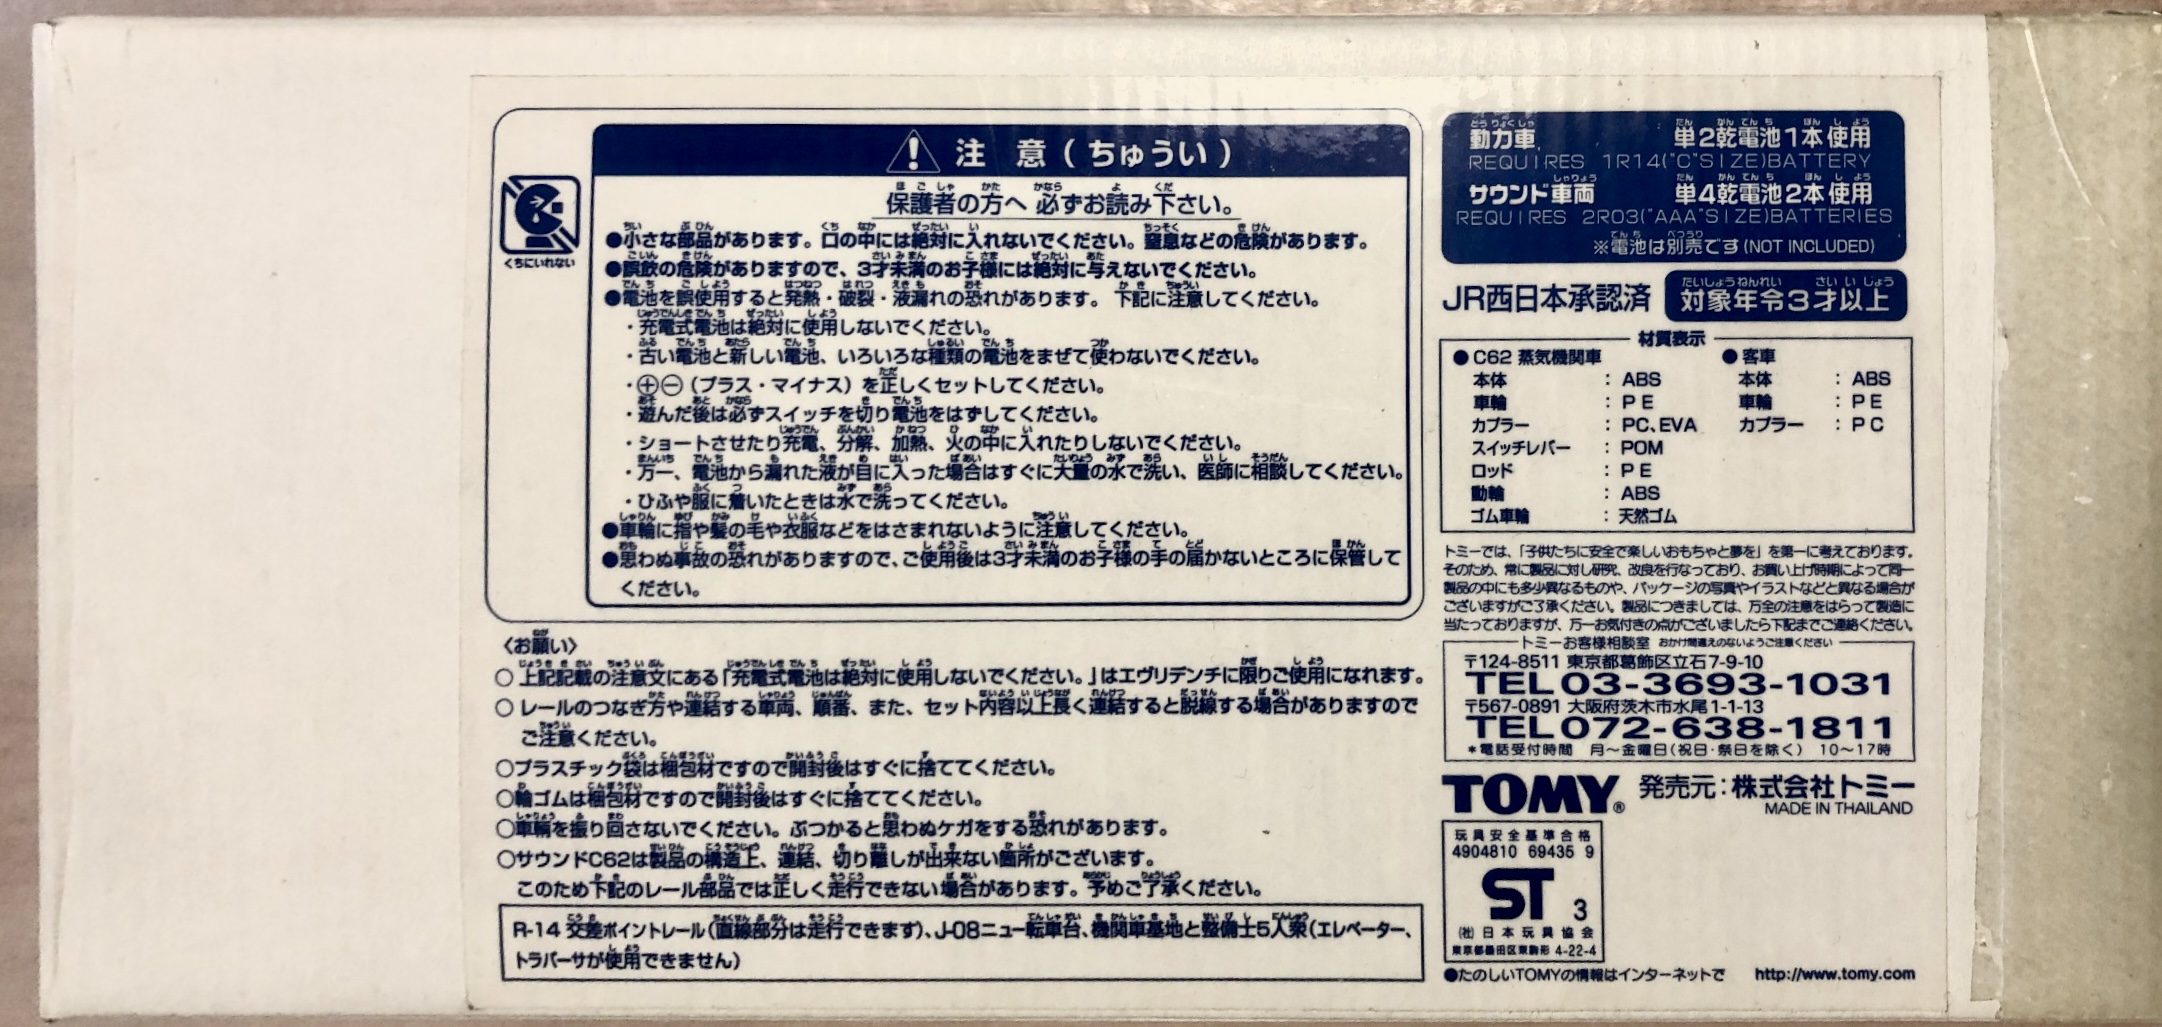 注 意（ちゅうい）
くちにいれない
保護者の方へ 必ずお読み下さい。
●小さな部品があります。口の中には絶対に入れないでください。窒息などの危険があります。
●誤飲の危険がありますので、3才未満のお子様には絶対に与えないでください。
●電池を誤使用すると発熱・破裂・液漏れの恐れがあります。下記に注意してください。
・充電式電池は絶対に使用しないでください。
・古い電池と新しい電池、いろいろな種類の電池をまぜて使わないでください。
・⊕⊖（プラス・マイナス）を正しくセットしてください。
・遊んだ後は必ずスイッチを切り電池をはずしてください。
・ショートさせたり充電、分解、加熱、火の中に入れたりしないでください。
・万一、電池から漏れた液が目に入った場合はすぐに大量の水で洗い、医師に相談してください。
・ひふや服に着いたときは水で洗ってください。
●車輪に指や髪の毛や衣服などをはさまれないように注意してください。
●思わぬ事故の恐れがありますので、ご使用後は3才未満のお子様の手の届かないところに保管して
ください。
〈お願い〉
○上記記載の注意文にある「充電式電池は絶対に使用しないでください。」はエヴリデンチに限りご使用になれます。
○レールのつなぎ方や連結する車両、順番、また、セット内容以上長く連結すると脱線する場合がありますので
ご注意ください。
○プラスチック袋は梱包材ですので開封後はすぐに捨ててください。
○輪ゴムは梱包材ですので開封後はすぐに捨ててください。
○車輌を振り回さないでください。ぶつかると思わぬケガをする恐れがあります。
○サウンドC62は製品の構造上、連結、切り離しが出来ない箇所がございます。
このため下記のレール部品では正しく走行できない場合があります。予めご了承ください。
R-14 交差ポイントレール（直線部分は走行できます）、J-08ニュー転車台、機関車基地と整備士5人衆（エレベーター、
トラバーサが使用できません）
動力車 単2乾電池1本使用
REQUIRES 1R14("C"SIZE)BATTERY
サウンド車両 単4乾電池2本使用
REQUIRES 2R03("AAA"SIZE)BATTERIES
※電池は別売です(NOT INCLUDED)
JR西日本承認済 対象年令3才以上
材質表示
●C62 蒸気機関車 ●客車
本体 : ABS 本体 : ABS
車輪 : PE 車輪 : PE
カプラー : PC、EVA カプラー : PC
スイッチレバー : POM
ロッド : PE
動輪 : ABS
ゴム車輪 : 天然ゴム
トミーでは、「子供たちに安全で楽しいおもちゃと夢を」を第一に考えております。
そのため、常に製品に対し研究、改良を行なっており、お買い上げ時期によって同一
製品の中にも多少異なるものや、パッケージの写真やイラストなどと異なる場合が
ございますがご了承ください。製品につきましては、万全の注意をはらって製造に
当たっておりますが、万一お気付きの点がございましたら下記までご連絡ください。
トミーお客様相談室 おかけ間違えのないようご注意ください
〒124-8511 東京都葛飾区立石7-9-10
TEL 03-3693-1031
〒567-0891 大阪府茨木市水尾1-1-13
TEL 072-638-1811
＊電話受付時間 月〜金曜日（祝日・祭日を除く） 10〜17時
TOMY® 発売元：株式会社トミー
MADE IN THAILAND
玩具安全基準合格
4904810 69435 9
ST 3
(社)日本玩具協会
東京都墨田区東駒形 4-22-4
●たのしいTOMYの情報はインターネットで http://www.tomy.com